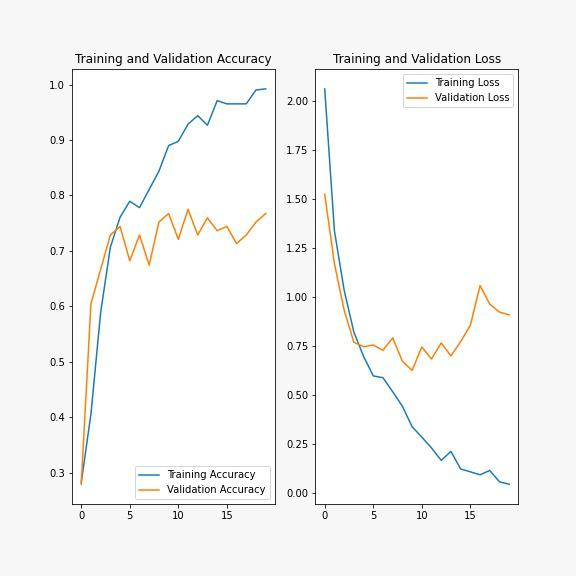 Training and Validation Accuracy
1.0
0.9
0.8
0.7
0.6
0.5
0.4
0.3
0 5 10 15
Training Accuracy
Validation Accuracy
Training and Validation Loss
2.00
1.75
1.50
1.25
1.00
0.75
0.50
0.25
0.00
0 5 10 15
Training Loss
Validation Loss